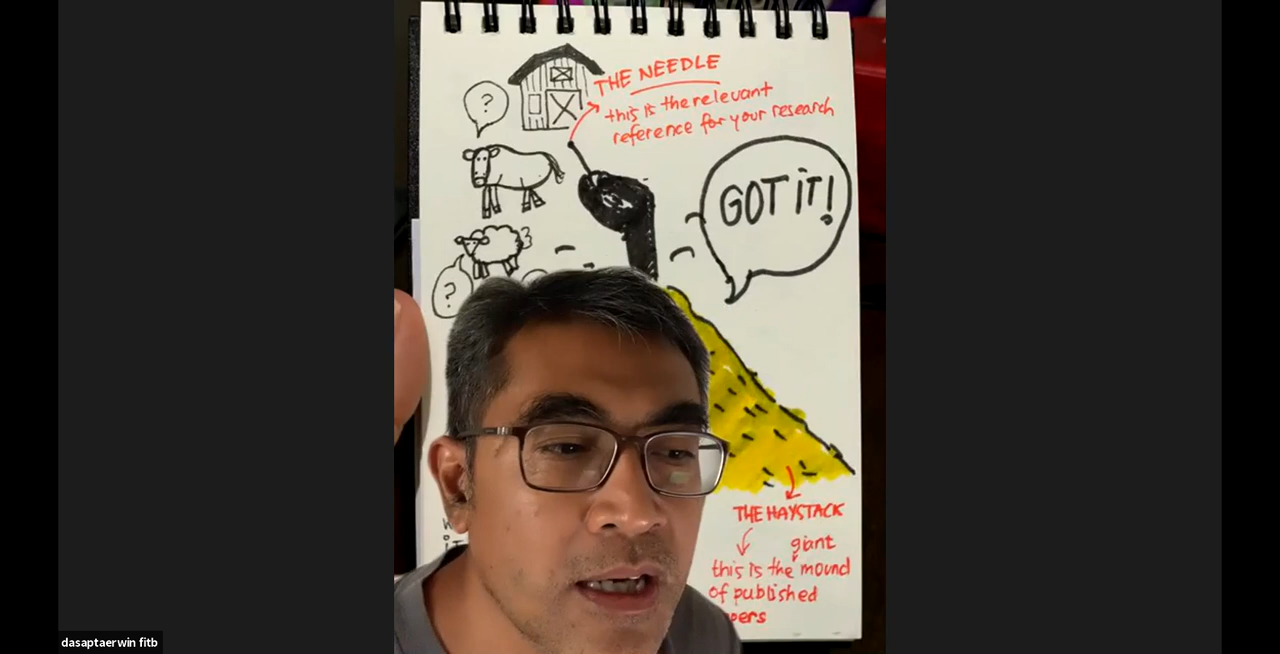 THE NEEDLE
this is the relevant
reference for your research
?
GOT iT!
?
THE HAYSTACK
giant
this is the mound
of published
dasaptaerwin fitb